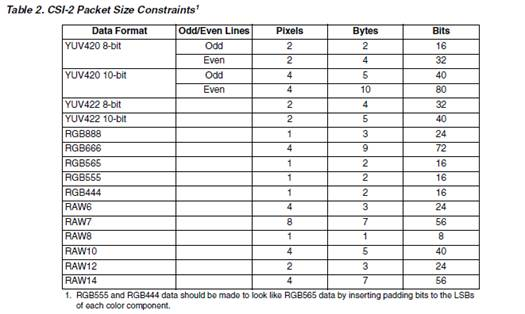 Table 2. CSI-2 Packet Size Constraints¹
Data Format Odd/Even Lines Pixels Bytes Bits
YUV420 8-bit Odd 2 2 16
Even 2 4 32
YUV420 10-bit Odd 4 5 40
Even 4 10 80
YUV422 8-bit 2 4 32
YUV422 10-bit 2 5 40
RGB888 1 3 24
RGB666 4 9 72
RGB565 1 2 16
RGB555 1 2 16
RGB444 1 2 16
RAW6 4 3 24
RAW7 8 7 56
RAW8 1 1 8
RAW10 4 5 40
RAW12 2 3 24
RAW14 4 7 56
1. RGB555 and RGB444 data should be made to look like RGB565 data by inserting padding bits to the LSBs
of each color component.